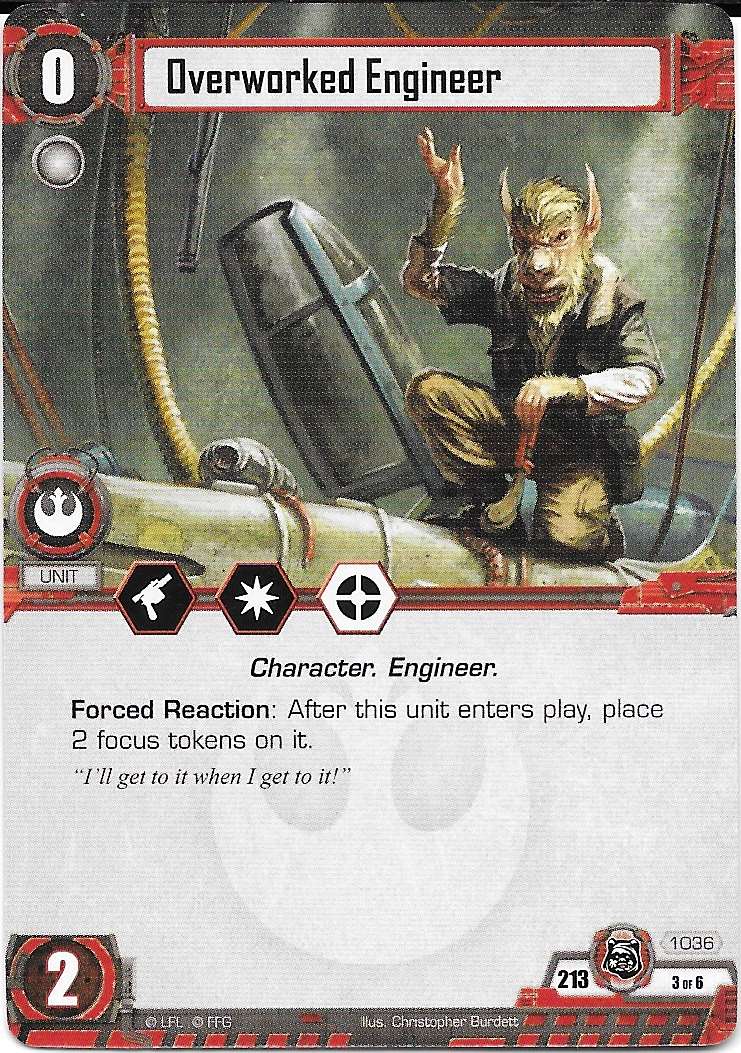 0
Overworked Engineer
UNIT
Character. Engineer.
Forced Reaction: After this unit enters play, place
2 focus tokens on it.
“I’ll get to it when I get to it!”
2
© LFL © FFG
Illus. Christopher Burdett
213
1036
3 OF 6